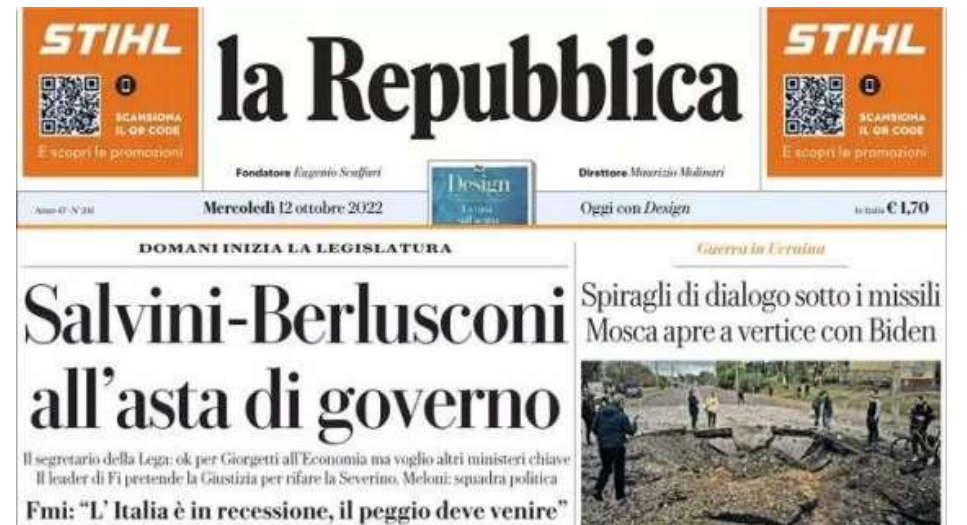 STIHL
SCANSIONA
IL QR CODE
E scopri le promozioni
la Repubblica
STIHL
SCANSIONA
IL QR CODE
E scopri le promozioni
Fondatore Eugenio Scalfari
Direttore Maurizio Molinari
Design
Anno 47 - N°
Mercoledì 12 ottobre 2022
Oggi con Design
In Italia € 1,70
DOMANI INIZIA LA LEGISLATURA
Salvini-Berlusconi
all'asta di governo
Il segretario della Lega: ok per Giorgetti all'Economia ma voglio altri ministeri chiave
Il leader di Fi pretende la Giustizia per rifare la Severino. Meloni: squadra politica
Fmi: “L' Italia è in recessione, il peggio deve venire”
Guerra in Ucraina
Spiragli di dialogo sotto i missili
Mosca apre a vertice con Biden